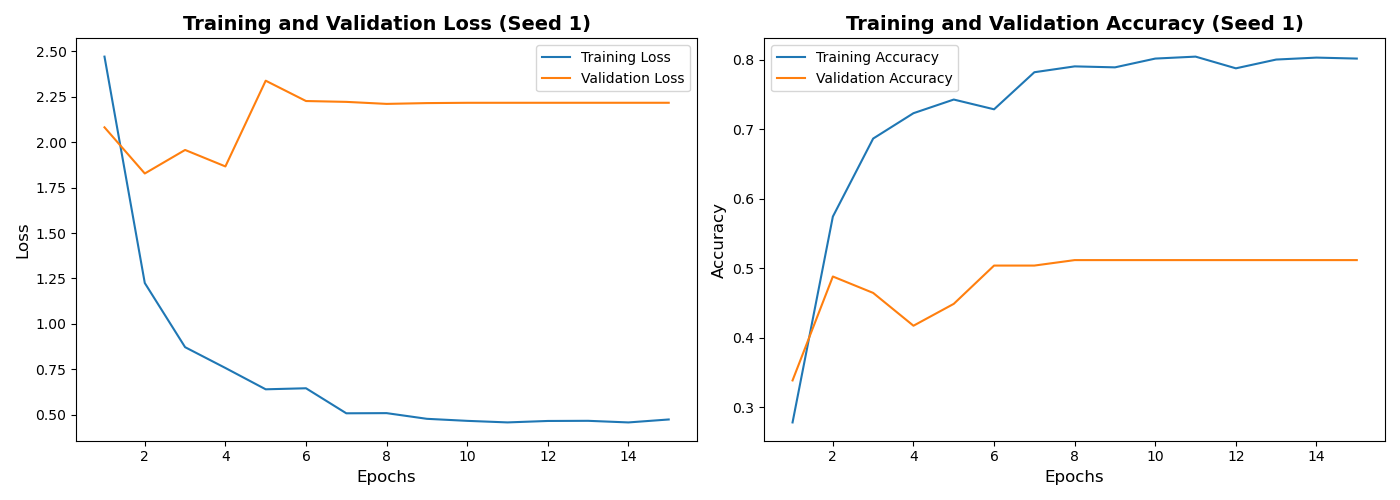 Training and Validation Loss (Seed 1)
2.50
2.25
2.00
1.75
1.50
1.25
1.00
0.75
0.50
Loss
Training Loss
Validation Loss
2 4 6 8 10 12 14
Epochs
Training and Validation Accuracy (Seed 1)
0.8
0.7
0.6
0.5
0.4
0.3
Accuracy
Training Accuracy
Validation Accuracy
2 4 6 8 10 12 14
Epochs